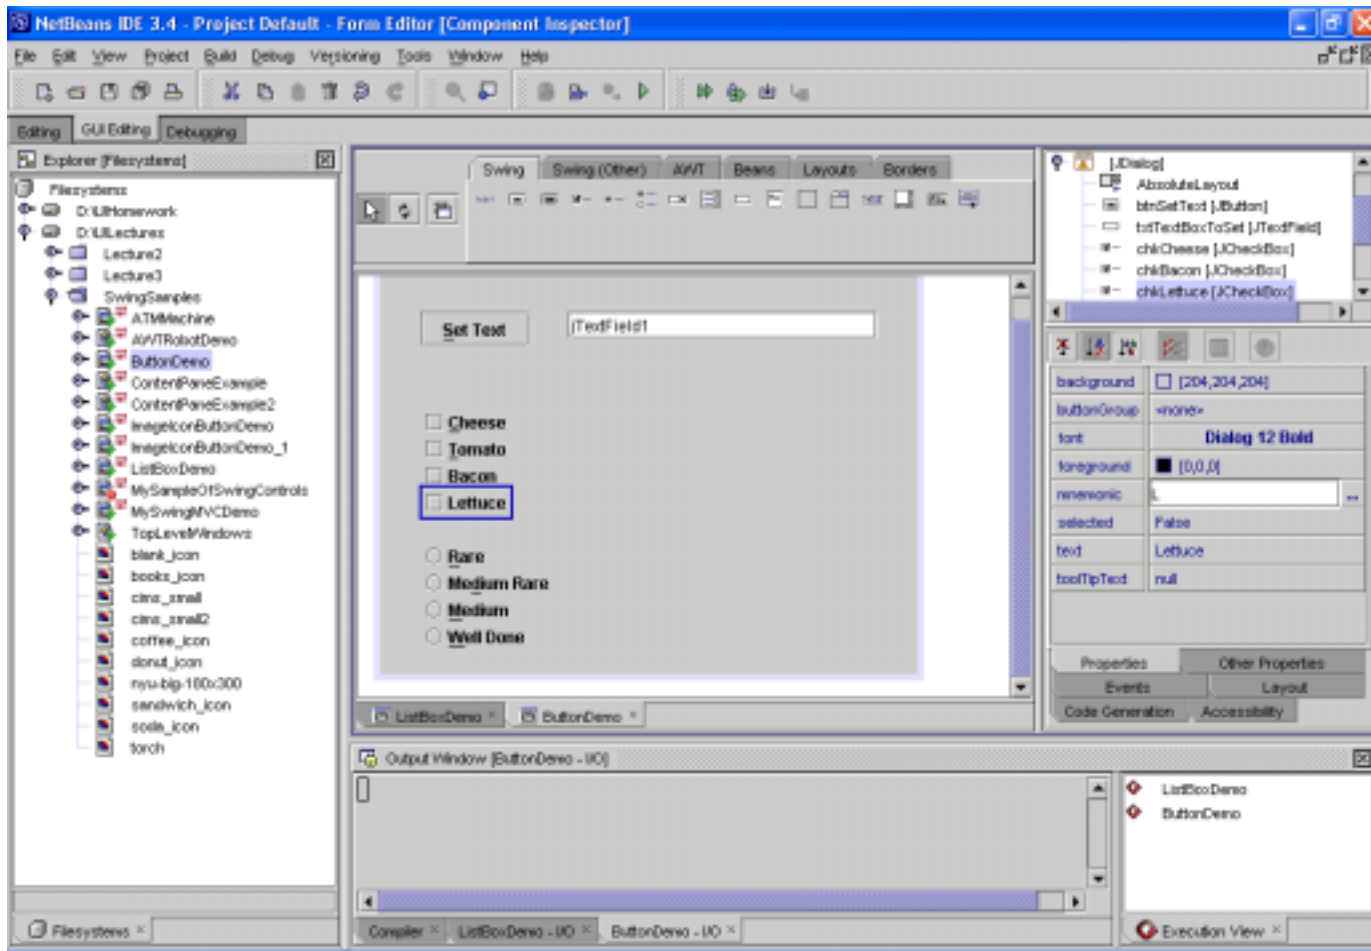 NetBeans IDE 3.4 - Project Default - Form Editor [Component Inspector]
File Edit View Project Build Debug Versioning Tools Window Help
Editing GUI Editing Debugging
Explorer [Filesystems]
Filesystems
D:\UIHomework
D:\UILectures
Lecture2
Lecture3
SwingSamples
ATMMachine
AWTRobotDemo
ButtonDemo
ContentPaneExample
ContentPaneExample2
ImageIconButtonDemo
ImageIconButtonDemo_1
ListBoxDemo
MySampleOfSwingControls
MySwingMVCDemo
TopLevelWindows
blank_icon
books_icon
cims_small
cims_small2
coffee_icon
donut_icon
nyu-big-180x300
sandwich_icon
soda_icon
torch
Filesystems
Swing Swing (Other) AWT Beans Layouts Borders
Set Text
jTextField1
Cheese
Tomato
Bacon
Lettuce
Rare
Medium Rare
Medium
Well Done
ListBoxDemo * ButtonDemo *
[JDialog]
AbsoluteLayout
btnSetText [JButton]
txtTextBoxToSet [JTextField]
chkCheese [JCheckBox]
chkBacon [JCheckBox]
chkLettuce [JCheckBox]
background [204,204,204]
buttonGroup <none>
font Dialog 12 Bold
foreground [0,0,0]
mnemonic L ...
selected False
text Lettuce
toolTipText null
Properties Other Properties
Events Layout
Code Generation Accessibility
Output Window [ButtonDemo - I/O]
Compiler ListBoxDemo - I/O ButtonDemo - I/O
ListBoxDemo
ButtonDemo
Execution View